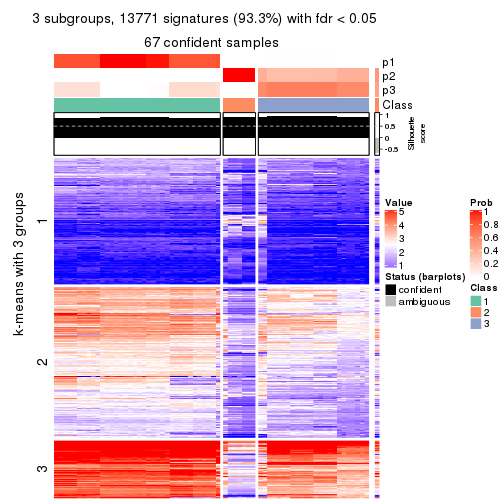 3 subgroups, 13771 signatures (93.3%) with fdr < 0.05
67 confident samples
p1
p2
p3
Class
1
0.5
0
-0.5
Silhouette
score
k-means with 3 groups
1
2
3
Value
5
4
3
2
1
Status (barplots)
confident
ambiguous
Prob
1
0.8
0.6
0.4
0.2
0
Class
1
2
3